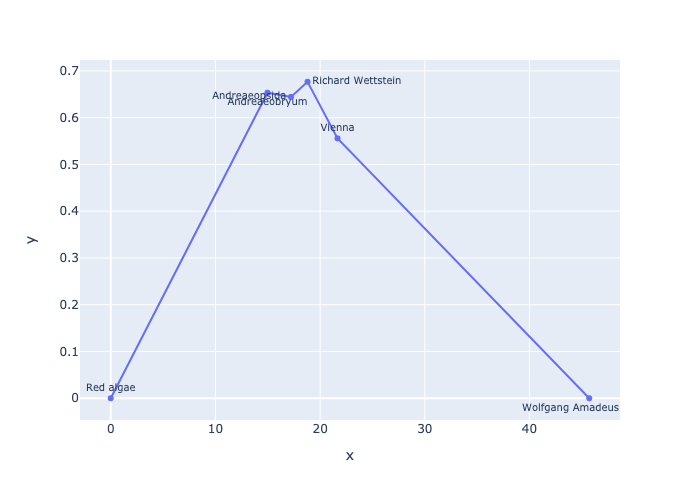 0.7
0.6
0.5
0.4
0.3
0.2
0.1
0
y
Richard Wettstein
Andreaeopsida
Andreaeobryum
Vienna
Red algae
Wolfgang Amadeus
0
10
20
30
40
x